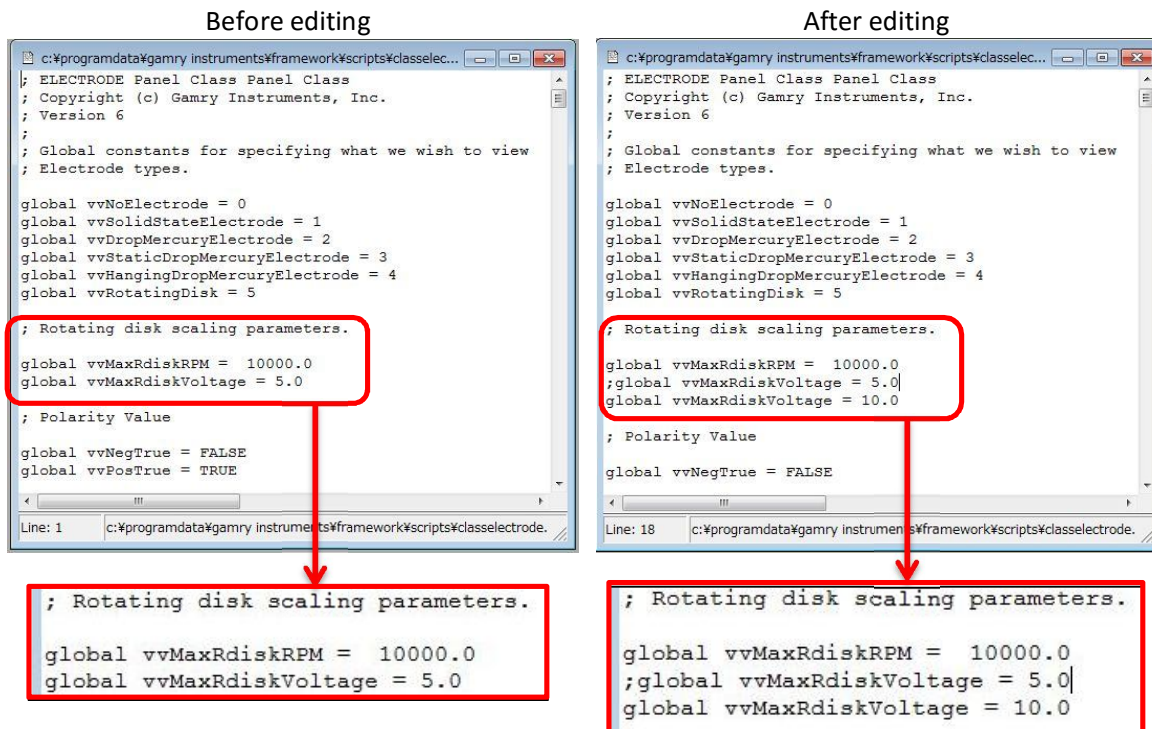 Before editing
c:¥programdata¥gamry instruments¥framework¥scripts¥classelec...
; ELECTRODE Panel Class Panel Class
; Copyright (c) Gamry Instruments, Inc.
; Version 6
;
; Global constants for specifying what we wish to view
; Electrode types.
global vvNoElectrode = 0
global vvSolidStateElectrode = 1
global vvDropMercuryElectrode = 2
global vvStaticDropMercuryElectrode = 3
global vvHangingDropMercuryElectrode = 4
global vvRotatingDisk = 5
; Rotating disk scaling parameters.
global vvMaxRdiskRPM =  10000.0
global vvMaxRdiskVoltage = 5.0
; Polarity Value
global vvNegTrue = FALSE
global vvPosTrue = TRUE
Line: 1
c:¥programdata¥gamry instruments¥framework¥scripts¥classelectrode.
; Rotating disk scaling parameters.
global vvMaxRdiskRPM =  10000.0
global vvMaxRdiskVoltage = 5.0
After editing
c:¥programdata¥gamry instruments¥framework¥scripts¥classelec...
; ELECTRODE Panel Class Panel Class
; Copyright (c) Gamry Instruments, Inc.
; Version 6
;
; Global constants for specifying what we wish to view
; Electrode types.
global vvNoElectrode = 0
global vvSolidStateElectrode = 1
global vvDropMercuryElectrode = 2
global vvStaticDropMercuryElectrode = 3
global vvHangingDropMercuryElectrode = 4
global vvRotatingDisk = 5
; Rotating disk scaling parameters.
global vvMaxRdiskRPM =  10000.0
;global vvMaxRdiskVoltage = 5.0
global vvMaxRdiskVoltage = 10.0
; Polarity Value
global vvNegTrue = FALSE
Line: 18
c:¥programdata¥gamry instruments¥framework¥scripts¥classelectrode.
; Rotating disk scaling parameters.
global vvMaxRdiskRPM =  10000.0
;global vvMaxRdiskVoltage = 5.0
global vvMaxRdiskVoltage = 10.0